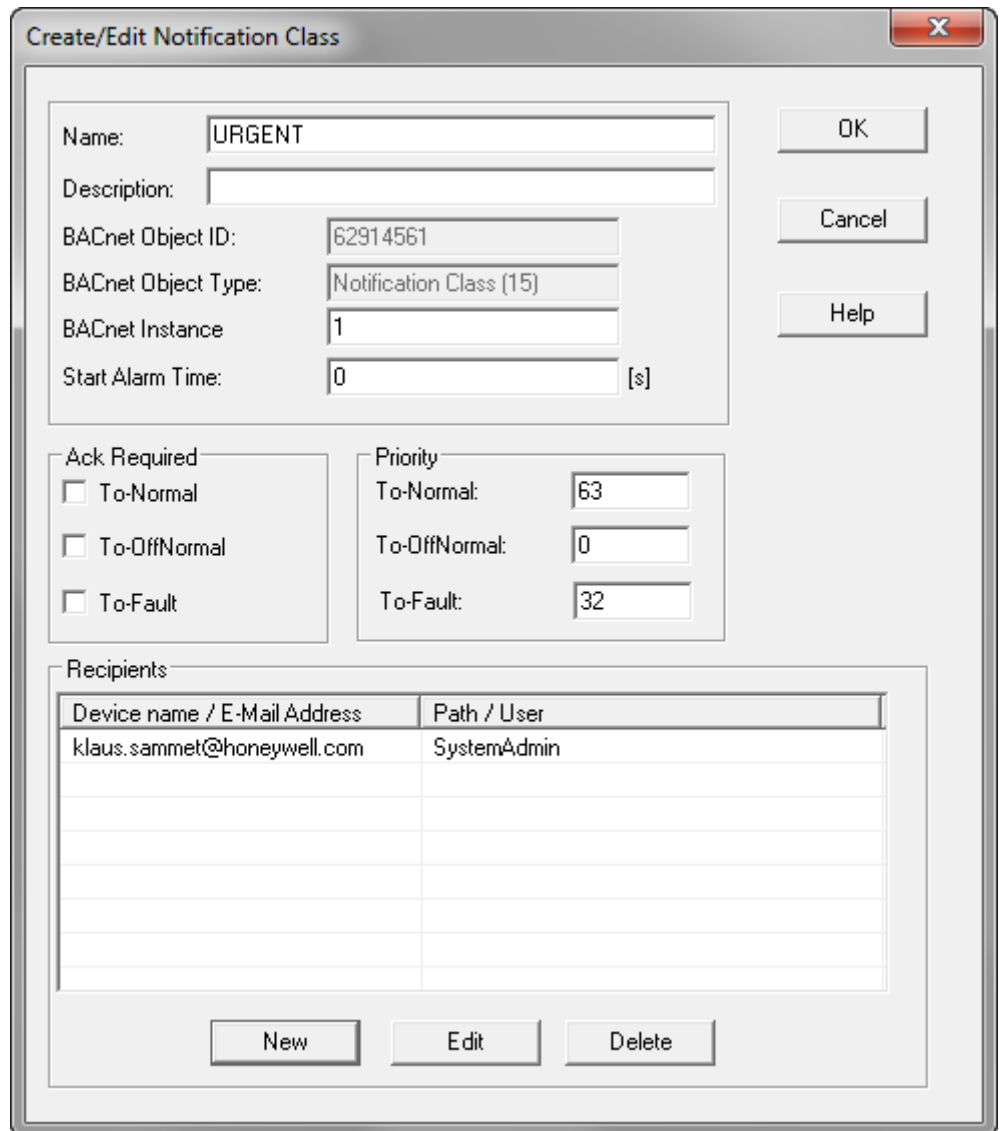 Create/Edit Notification Class
Name: URGENT
OK
Description:
Cancel
BACnet Object ID: 62914561
BACnet Object Type: Notification Class (15)
Help
BACnet Instance 1
Start Alarm Time: 0 [s]
Ack Required
To-Normal
To-OffNormal
To-Fault
Priority
To-Normal: 63
To-OffNormal: 0
To-Fault: 32
Recipients
Device name / E-Mail Address Path / User
klaus.sammet@honeywell.com SystemAdmin
New Edit Delete